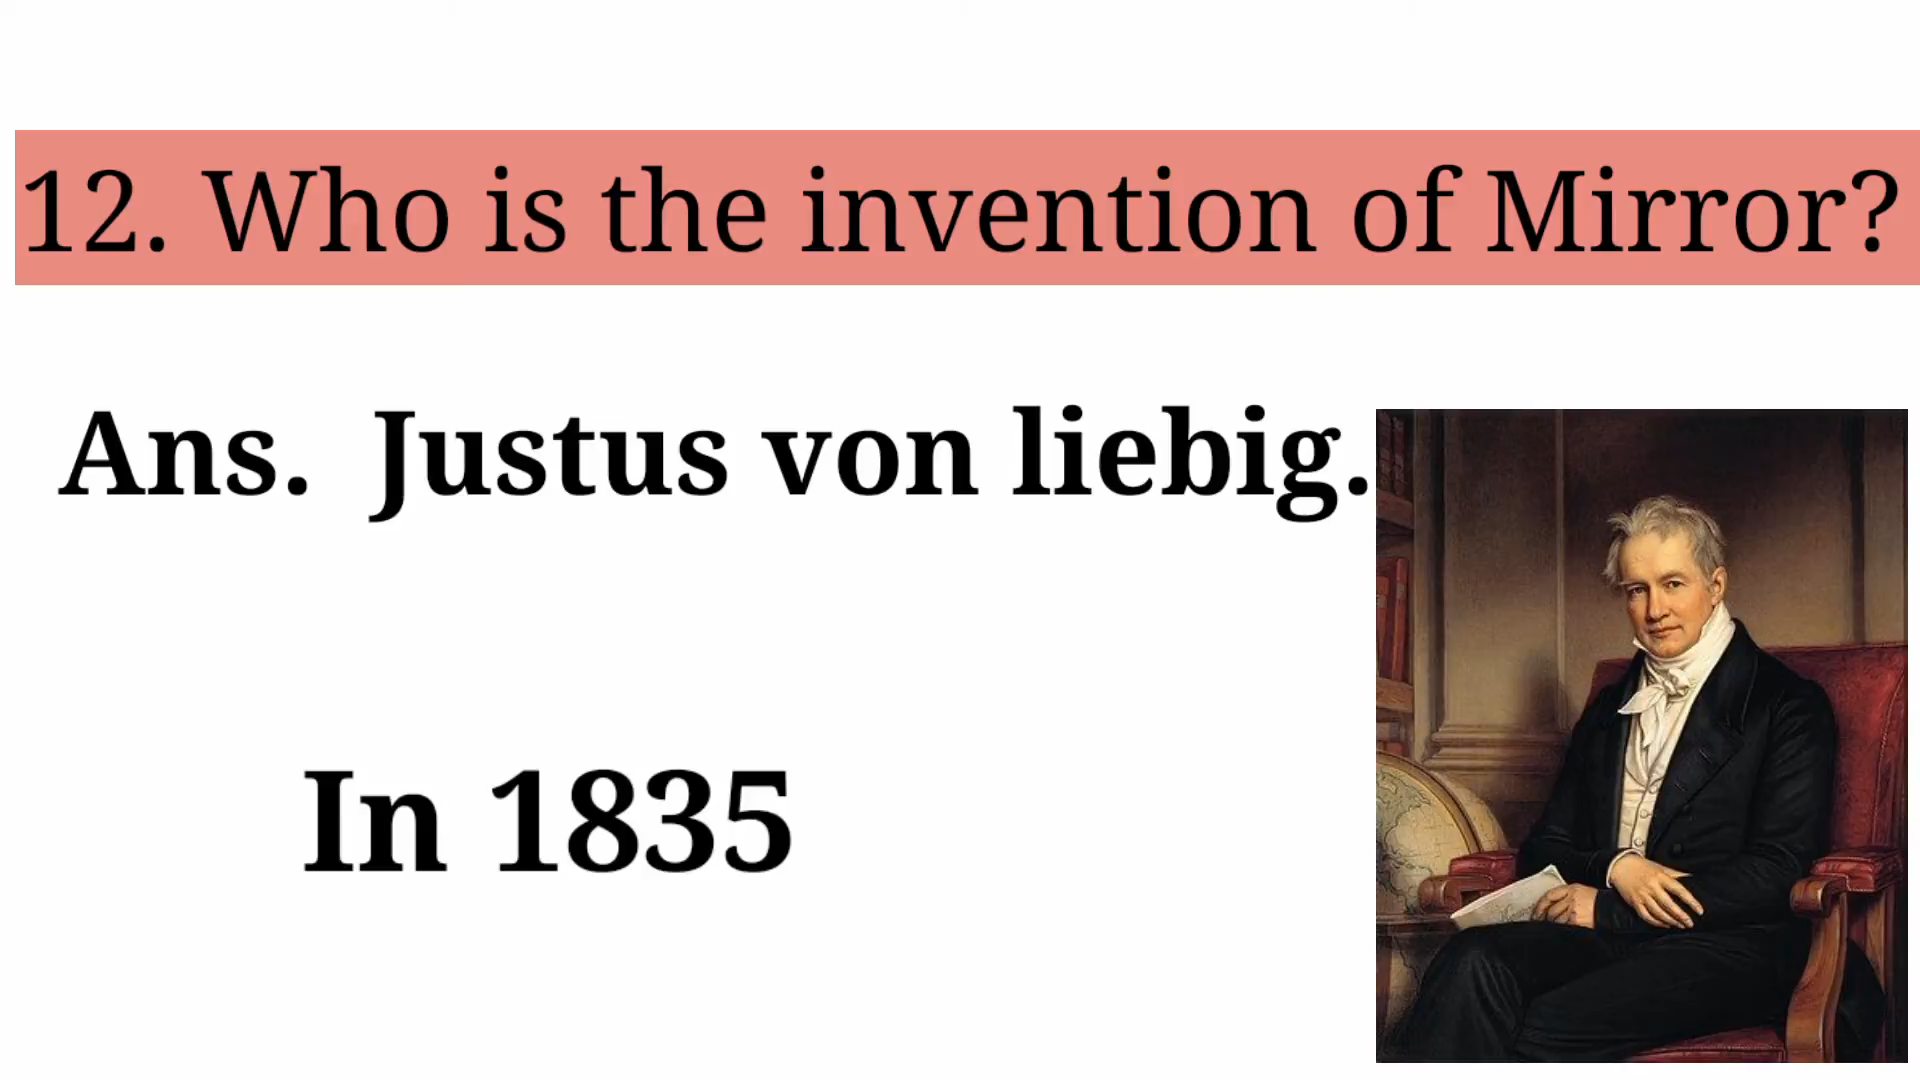 12. Who is the invention of Mirror?
Ans. Justus von liebig.
In 1835